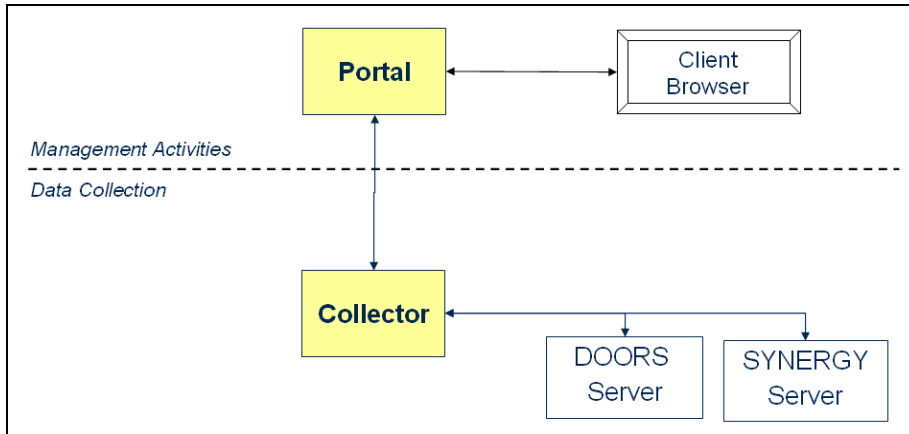 Portal
Client
Browser
Management Activities
Data Collection
Collector
DOORS
Server
SYNERGY
Server